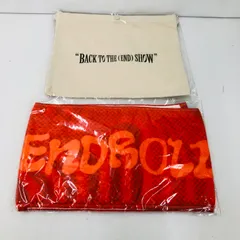 "BACK TO THE (END) SHOW"
ENDROLL